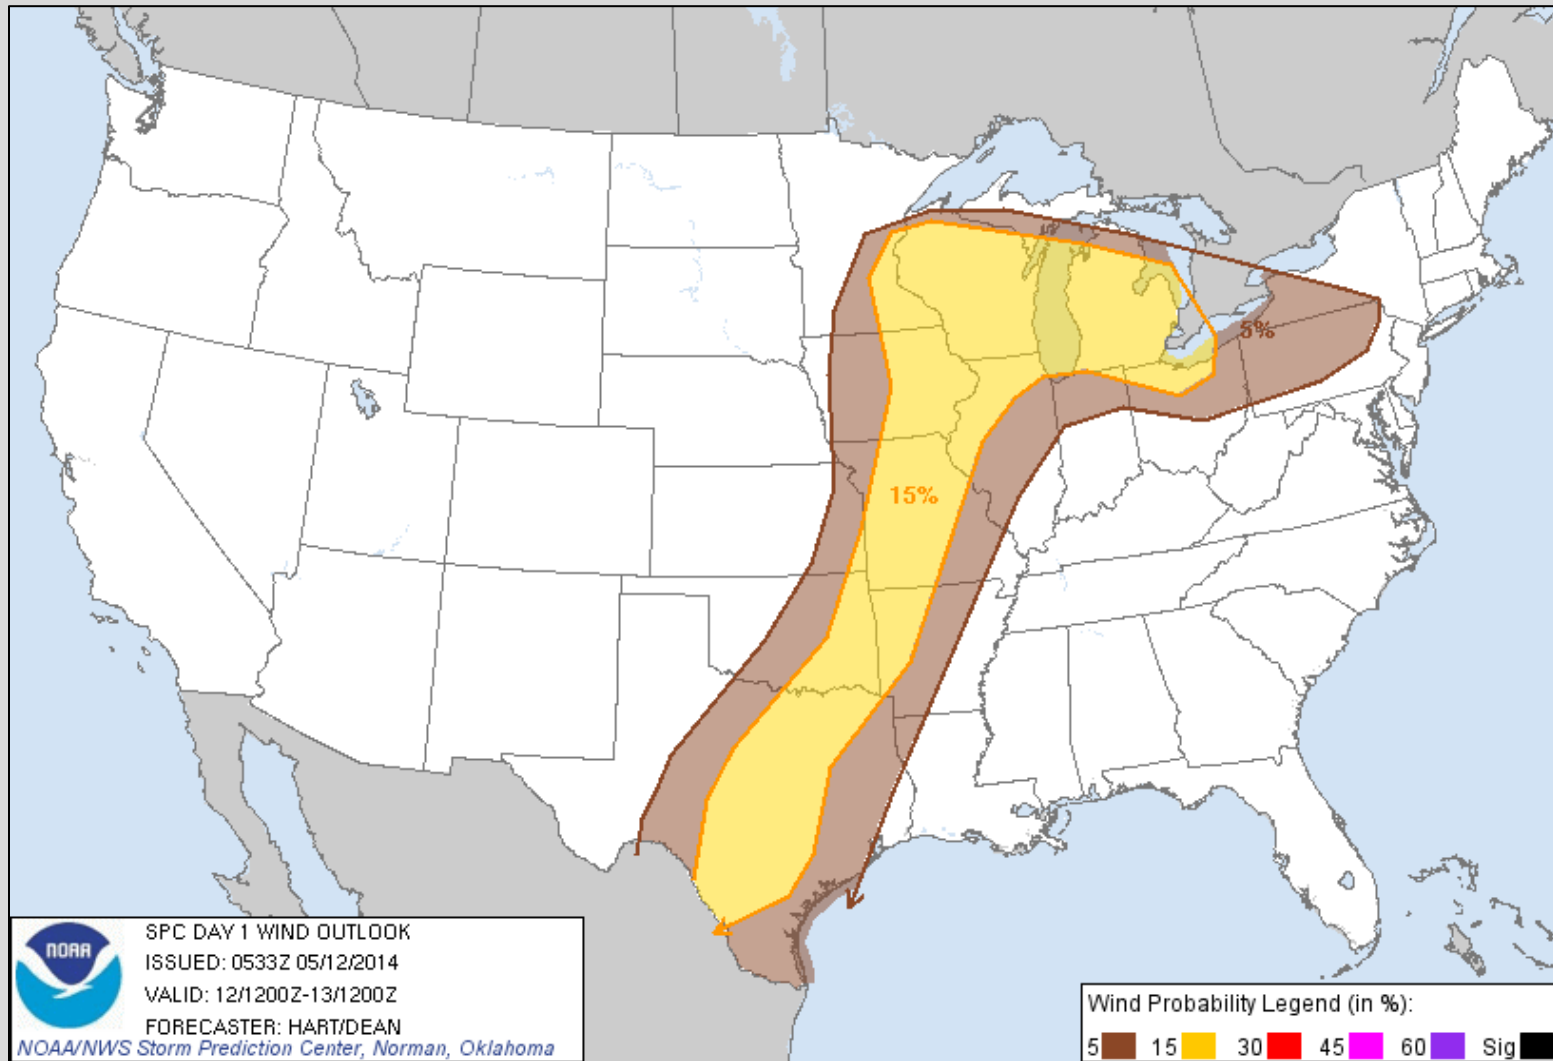 5%
15%
NOAA
SPC DAY 1 WIND OUTLOOK
ISSUED: 0533Z 05/12/2014
VALID: 12/1200Z-13/1200Z
FORECASTER: HART/DEAN
NOAA/NWS Storm Prediction Center, Norman, Oklahoma
Wind Probability Legend (in %):
5 15 30 45 60 Sig